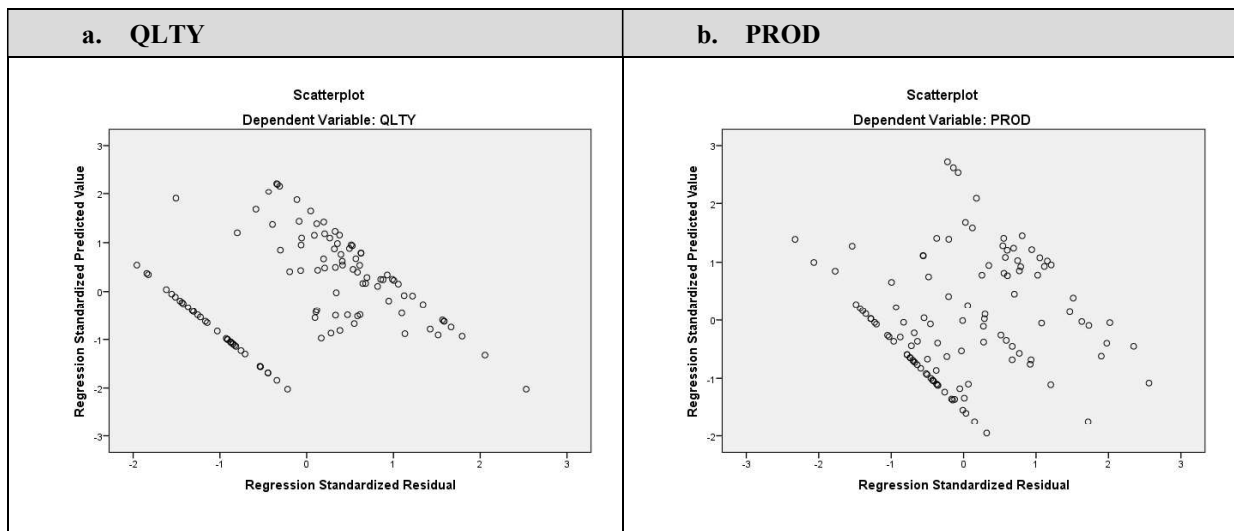 a. QLTY
b. PROD
Scatterplot
Dependent Variable: QLTY
Regression Standardized Predicted Value
3
2
1
0
-1
-2
-3
-2
-1
0
1
2
3
Regression Standardized Residual
Scatterplot
Dependent Variable: PROD
Regression Standardized Predicted Value
3
2
1
0
-1
-2
-3
-2
-1
0
1
2
3
Regression Standardized Residual